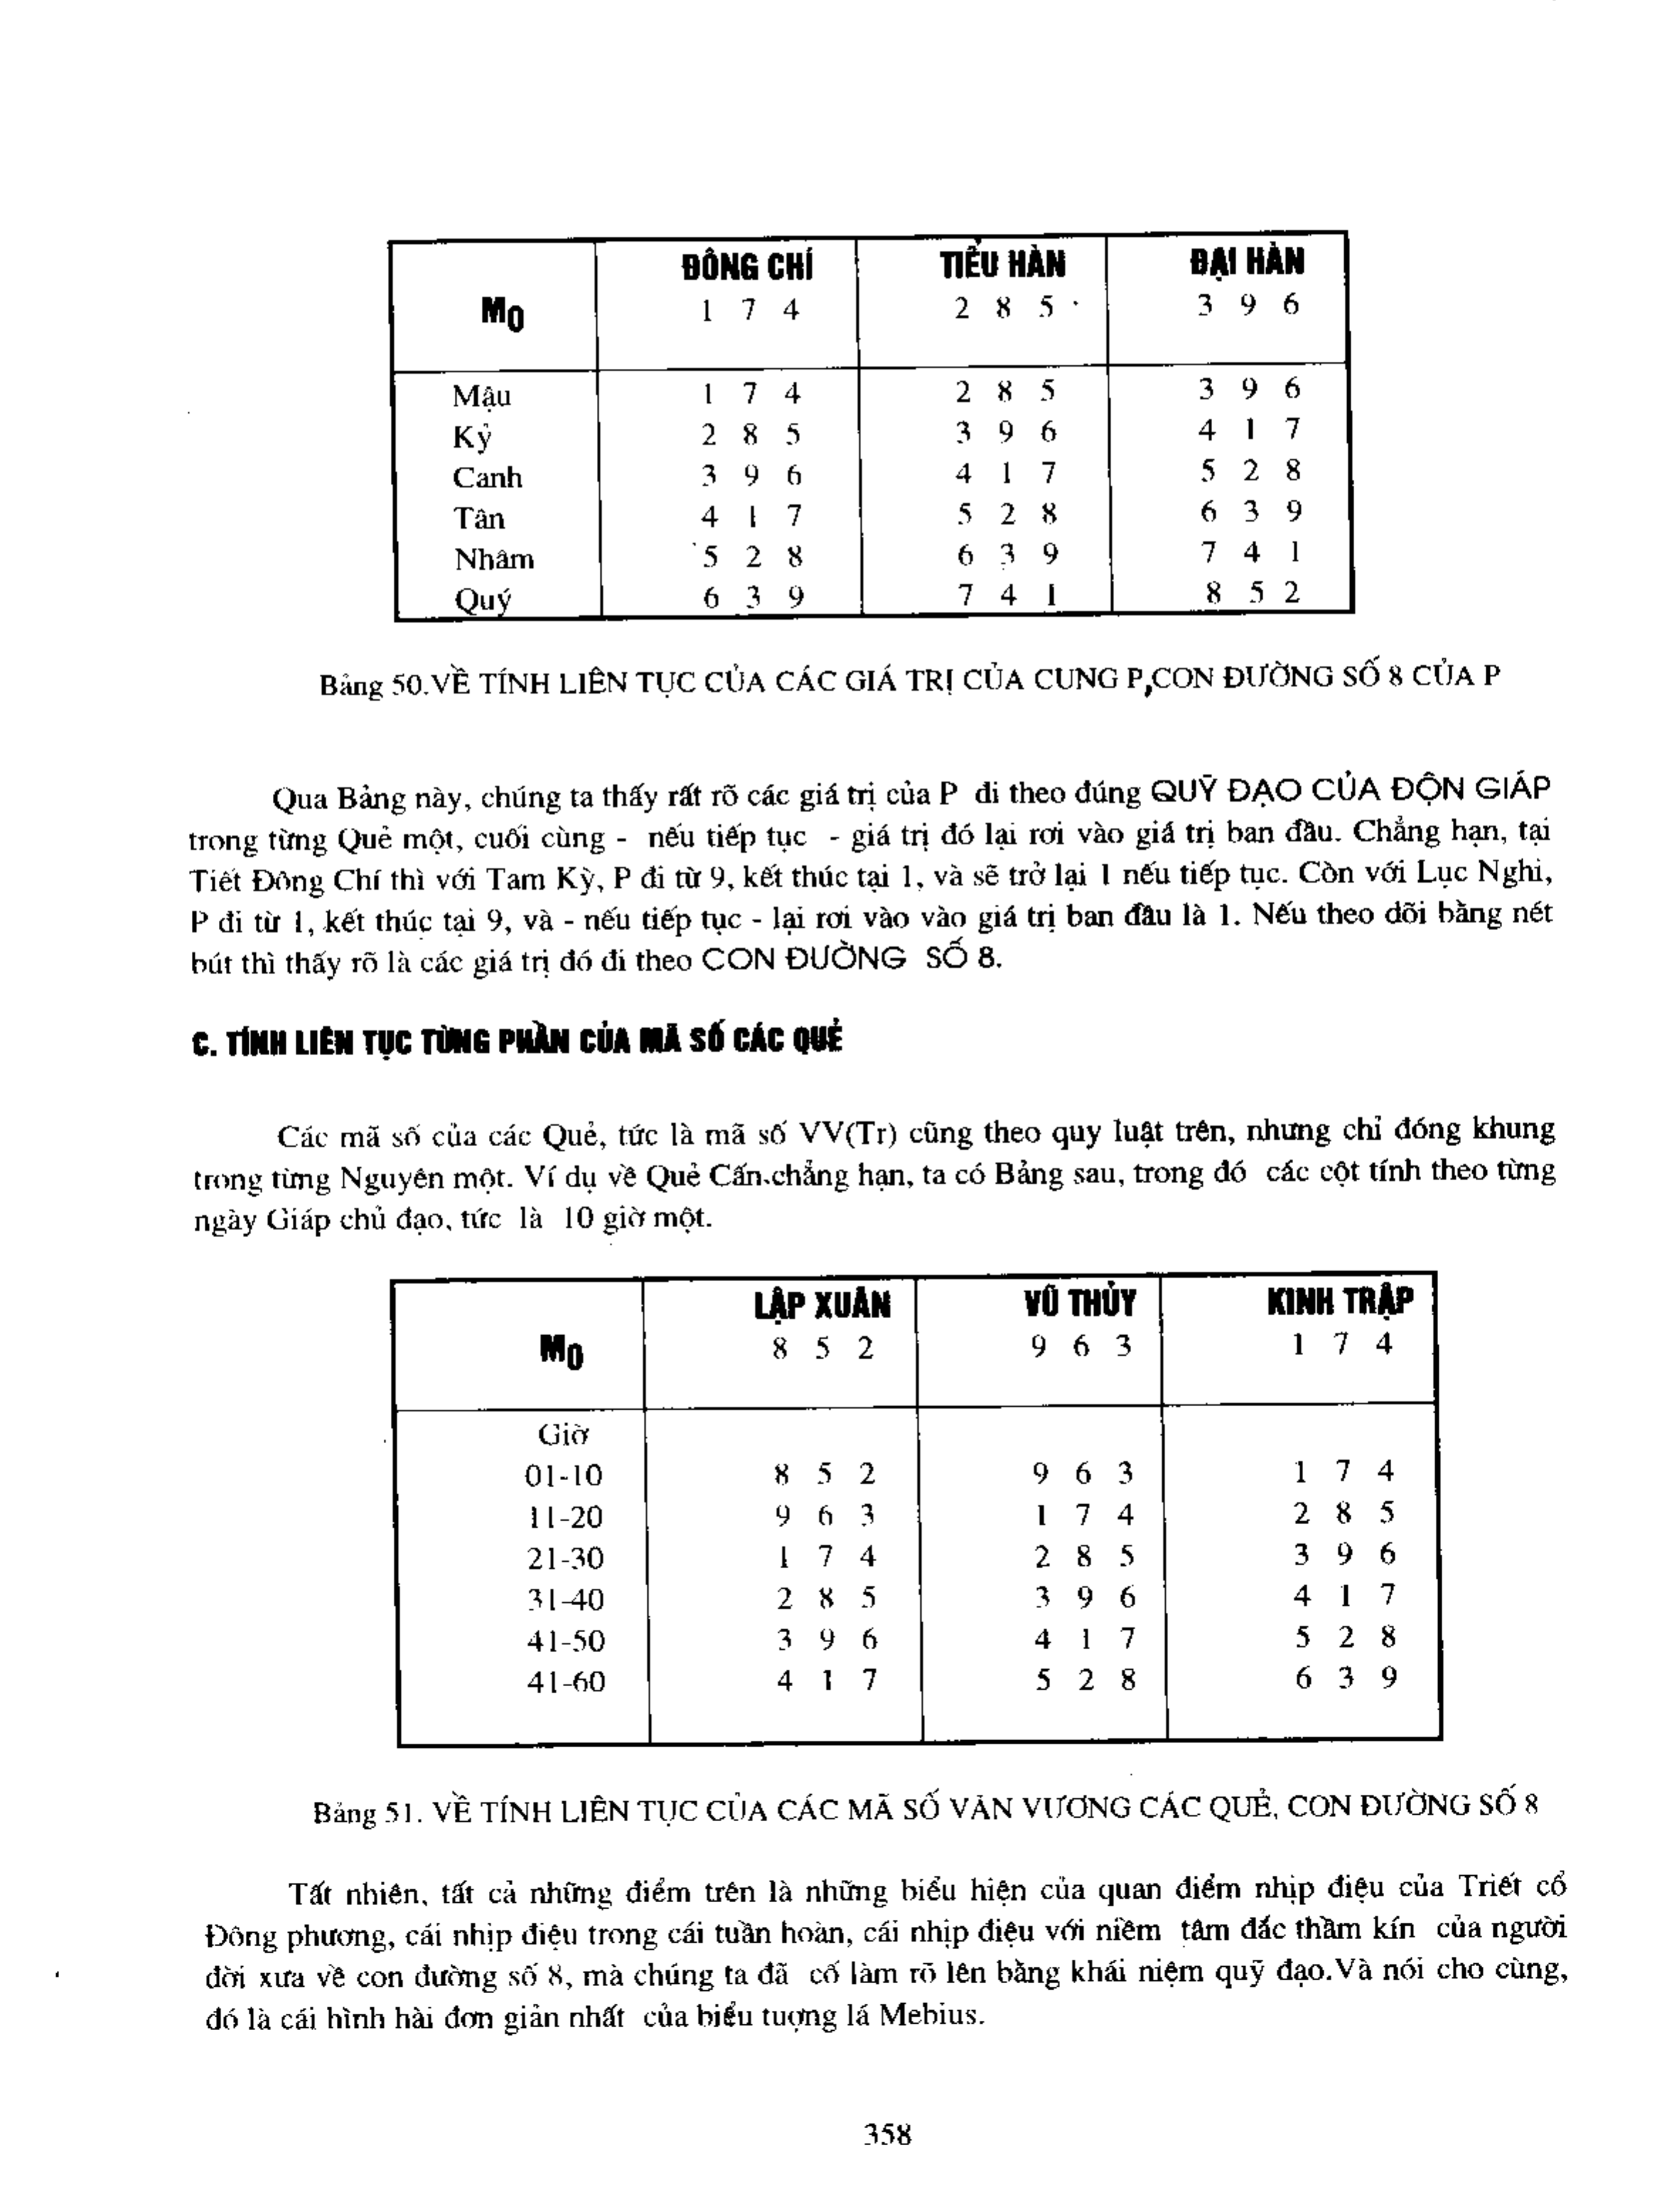 M0 ĐÔNG CHÍ TIỂU HÀN ĐẠI HÀN
1 7 4 2 8 5 3 9 6
Mậu 1 7 4 2 8 5 3 9 6
Kỷ 2 8 5 3 9 6 4 1 7
Canh 3 9 6 4 1 7 5 2 8
Tân 4 1 7 5 2 8 6 3 9
Nhâm 5 2 8 6 3 9 7 4 1
Quý 6 3 9 7 4 1 8 5 2
Bảng 50.VỀ TÍNH LIÊN TỤC CỦA CÁC GIÁ TRỊ CỦA CUNG P,CON ĐƯỜNG SỐ 8 CỦA P
Qua Bảng này, chúng ta thấy rất rõ các giá trị của P đi theo đúng QUỸ ĐẠO CỦA ĐỘN GIÁP
trong từng Quẻ một, cuối cùng - nếu tiếp tục - giá trị đó lại rơi vào giá trị ban đầu. Chẳng hạn, tại
Tiết Đông Chí thì với Tam Kỳ, P đi từ 9, kết thúc tại 1, và sẽ trở lại 1 nếu tiếp tục. Còn với Lục Nghi,
P đi từ 1, kết thúc tại 9, và - nếu tiếp tục - lại rơi vào vào giá trị ban đầu là 1. Nếu theo dõi bằng nét
bút thì thấy rõ là các giá trị đó đi theo CON ĐƯỜNG SỐ 8.
C. TÍNH LIÊN TỤC TỪNG PHẦN CỦA MÃ SỐ CÁC QUẺ
Các mã số của các Quẻ, tức là mã số VV(Tr) cũng theo quy luật trên, nhưng chỉ đóng khung
trong từng Nguyên một. Ví dụ về Quẻ Cấn.chẳng hạn, ta có Bảng sau, trong đó các cột tính theo từng
ngày Giáp chủ đạo, tức là 10 giờ một.
M0 LẬP XUÂN VŨ THỦY KINH TRẬP
8 5 2 9 6 3 1 7 4
Giờ
01-10 8 5 2 9 6 3 1 7 4
11-20 9 6 3 1 7 4 2 8 5
21-30 1 7 4 2 8 5 3 9 6
31-40 2 8 5 3 9 6 4 1 7
41-50 3 9 6 4 1 7 5 2 8
41-60 4 1 7 5 2 8 6 3 9
Bảng 51. VỀ TÍNH LIÊN TỤC CỦA CÁC MÃ SỐ VĂN VƯƠNG CÁC QUẺ, CON ĐƯỜNG SỐ 8
Tất nhiên, tất cả những điểm trên là những biểu hiện của quan điểm nhịp điệu của Triết cổ
Đông phương, cái nhịp điệu trong cái tuần hoàn, cái nhịp điệu với niềm tâm đắc thầm kín của người
đời xưa về con đường số 8, mà chúng ta đã cố làm rõ lên bằng khái niệm quỹ đạo.Và nói cho cùng,
đó là cái hình hài đơn giản nhất của biểu tuợng lá Mebius.
358